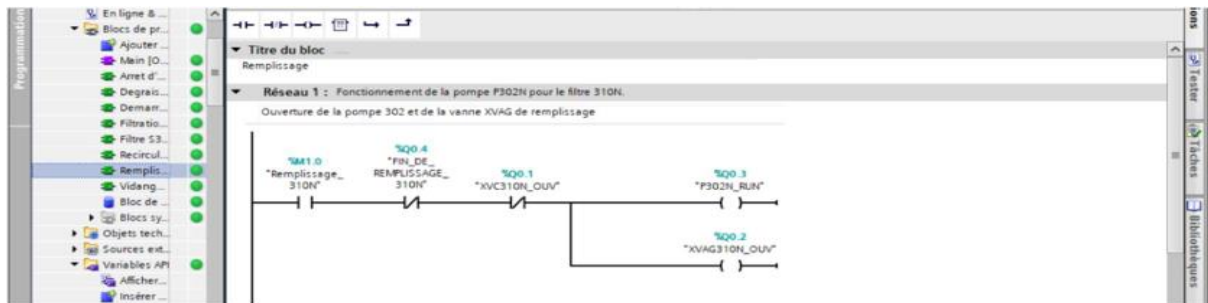 Programmation
En ligne & ...
Blocs de pr...
Ajouter ...
Main [O...
Arret d'...
Degrais...
Demarr...
Filtratio...
Filtre S3...
Recircul...
Remplis...
Vidang...
Bloc de ...
Blocs sy...
Objets tech...
Sources ext...
Variables API
Afficher...
Insérer ...
Titre du bloc ......
Remplissage
Réseau 1 : Fonctionnement de la pompe P302N pour le filtre 310N.
Ouverture de la pompe 302 et de la vanne XVAG de remplissage
%M1.0
"Remplissage_
310N"
%Q0.4
"FIN_DE_
REMPLISSAGE_
310N"
%Q0.1
"XVC310N_OUV"
%Q0.3
"P302N_RUN"
%Q0.2
"XVAG310N_OUV"
ions
Tester
Tâches
Bibliothèques